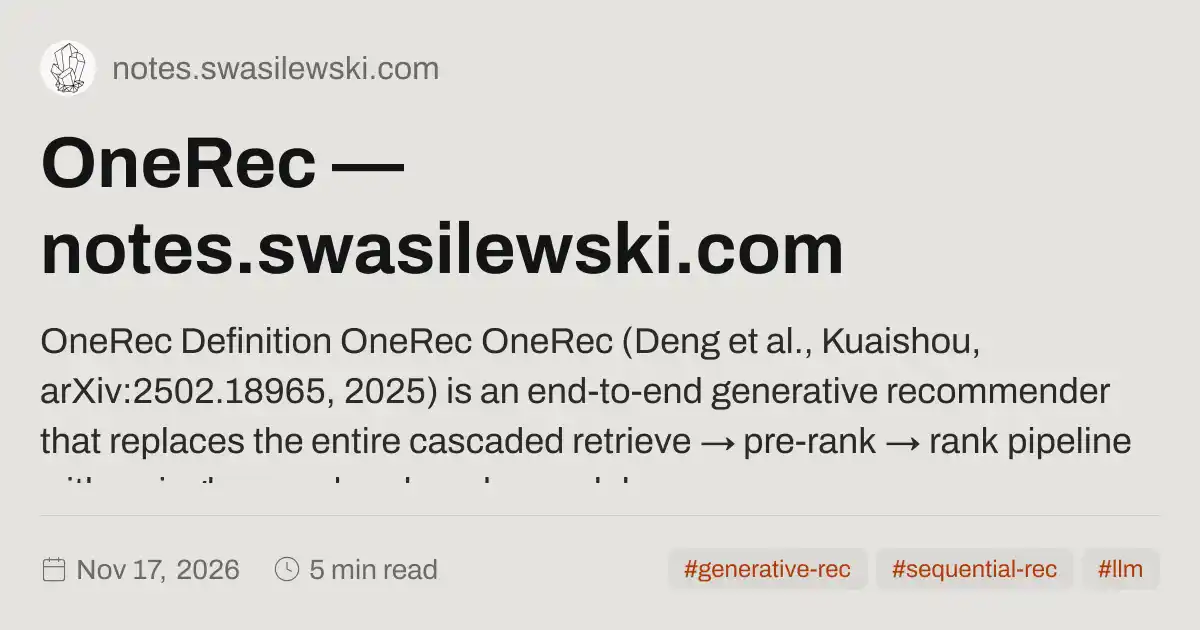 notes.swasilewski.com
OneRec —
notes.swasilewski.com
OneRec Definition OneRec OneRec (Deng et al., Kuaishou,
arXiv:2502.18965, 2025) is an end-to-end generative recommender
that replaces the entire cascaded retrieve → pre-rank → rank pipeline
Nov 17, 2026
5 min read
#generative-rec
#sequential-rec
#llm